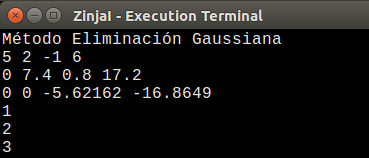 ZinjaI - Execution Terminal
Método Eliminación Gaussiana
5 2 -1 6
0 7.4 0.8 17.2
0 0 -5.62162 -16.8649
1
2
3